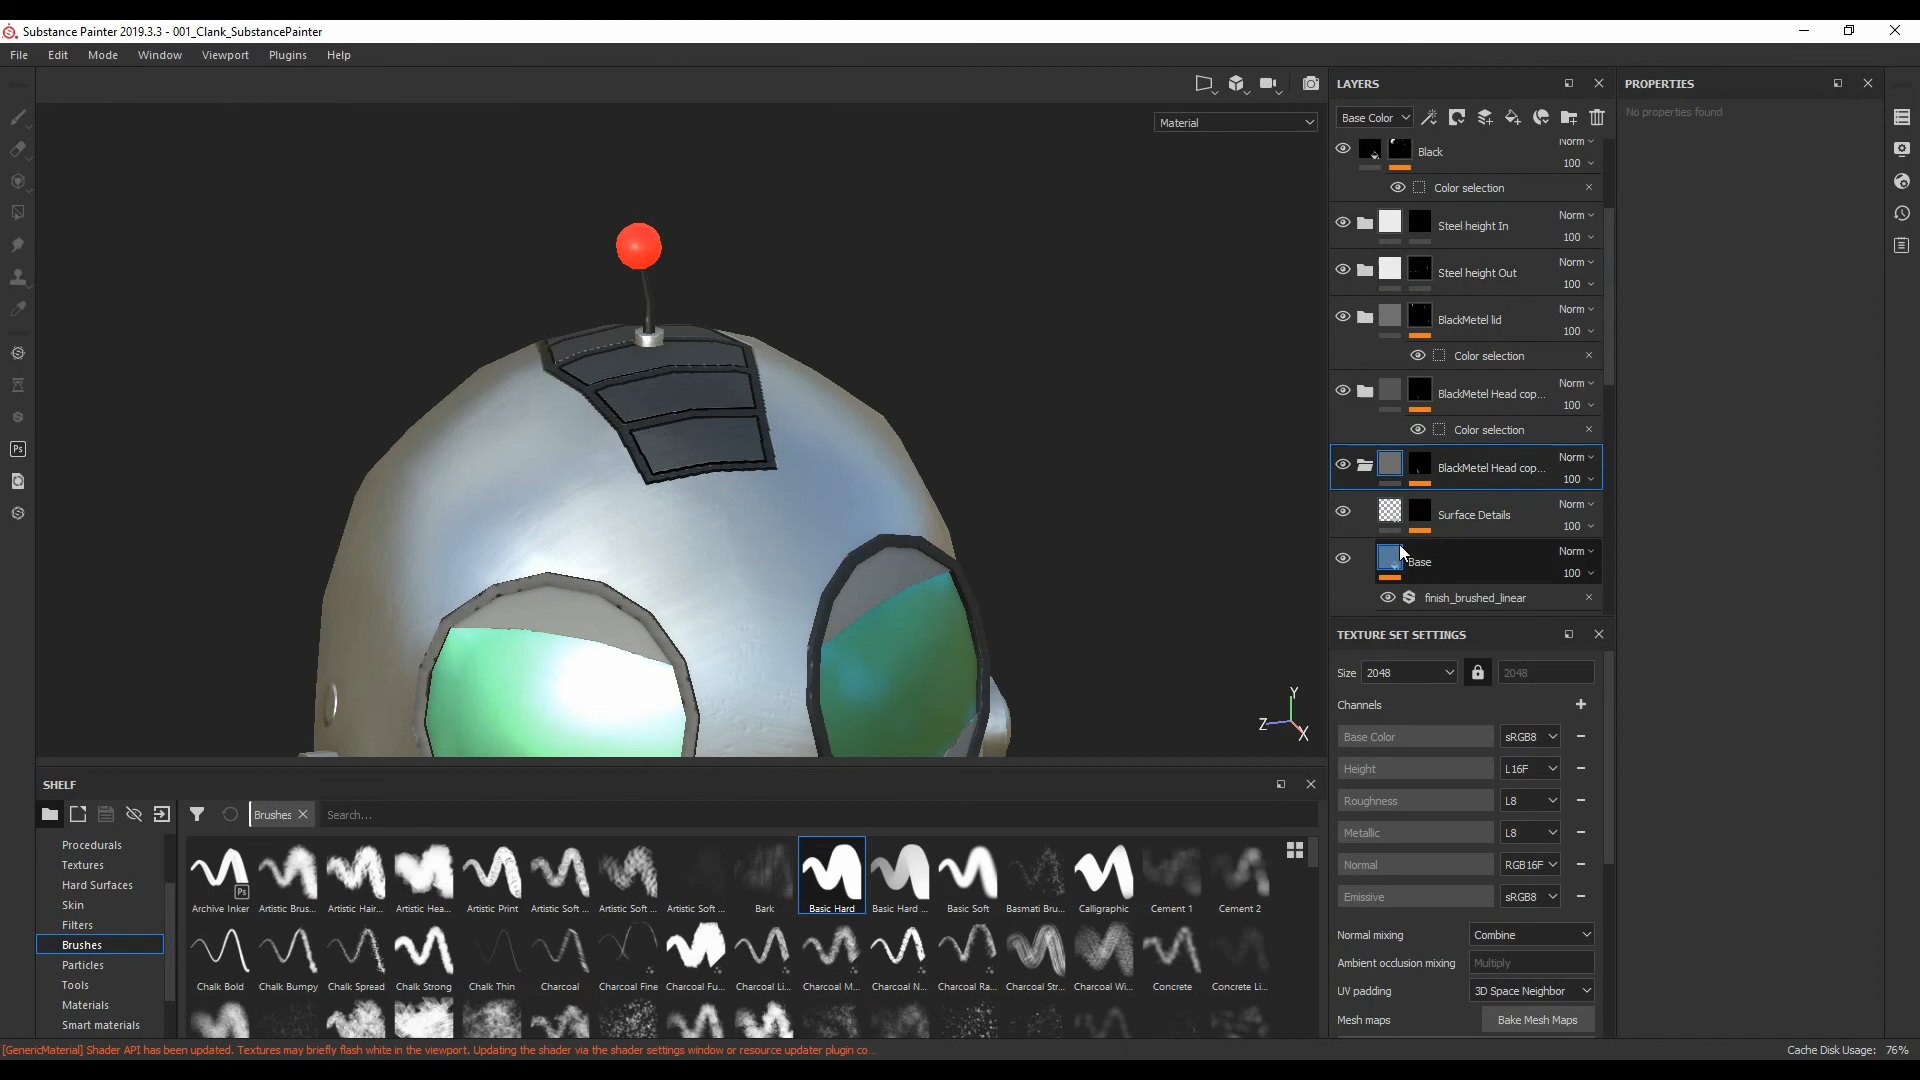 Substance Painter 2019.3.3 - 001_Clank_SubstancePainter
File Edit Mode Window Viewport Plugins Help
Material
LAYERS
Base Color
Norm
Black
100
Color selection
Norm
Steel height In
100
Norm
Steel height Out
100
Norm
BlackMetel lid
100
Color selection
Norm
BlackMetel Head cop...
100
Color selection
Norm
BlackMetel Head cop...
100
Norm
Surface Details
100
Norm
Base
100
finish_brushed_linear
PROPERTIES
No properties found
TEXTURE SET SETTINGS
Size 2048 2048
Channels
Base Color sRGB8
Height L16F
Roughness L8
Metallic L8
Normal RGB16F
Emissive sRGB8
Normal mixing Combine
Ambient occlusion mixing Multiply
UV padding 3D Space Neighbor
Mesh maps Bake Mesh Maps
Y
Z
X
Ps
SHELF
Brushes Search...
Procedurals
Textures
Hard Surfaces
Skin
Filters
Brushes
Particles
Tools
Materials
Smart materials
Ps
Archive Inker Artistic Brus... Artistic Hair... Artistic Hea... Artistic Print Artistic Soft ... Artistic Soft ... Artistic Soft ... Bark Basic Hard Basic Hard ... Basic Soft Basmati Bru... Calligraphic Cement 1 Cement 2
Chalk Bold Chalk Bumpy Chalk Spread Chalk Strong Chalk Thin Charcoal Charcoal Fine Charcoal Fu... Charcoal Li... Charcoal M... Charcoal N... Charcoal Ra... Charcoal Str... Charcoal Wi... Concrete Concrete Li...
[GenericMaterial] Shader API has been updated. Textures may briefly flash white in the viewport. Updating the shader via the shader settings window or resource updater plugin co...
Cache Disk Usage: 76%